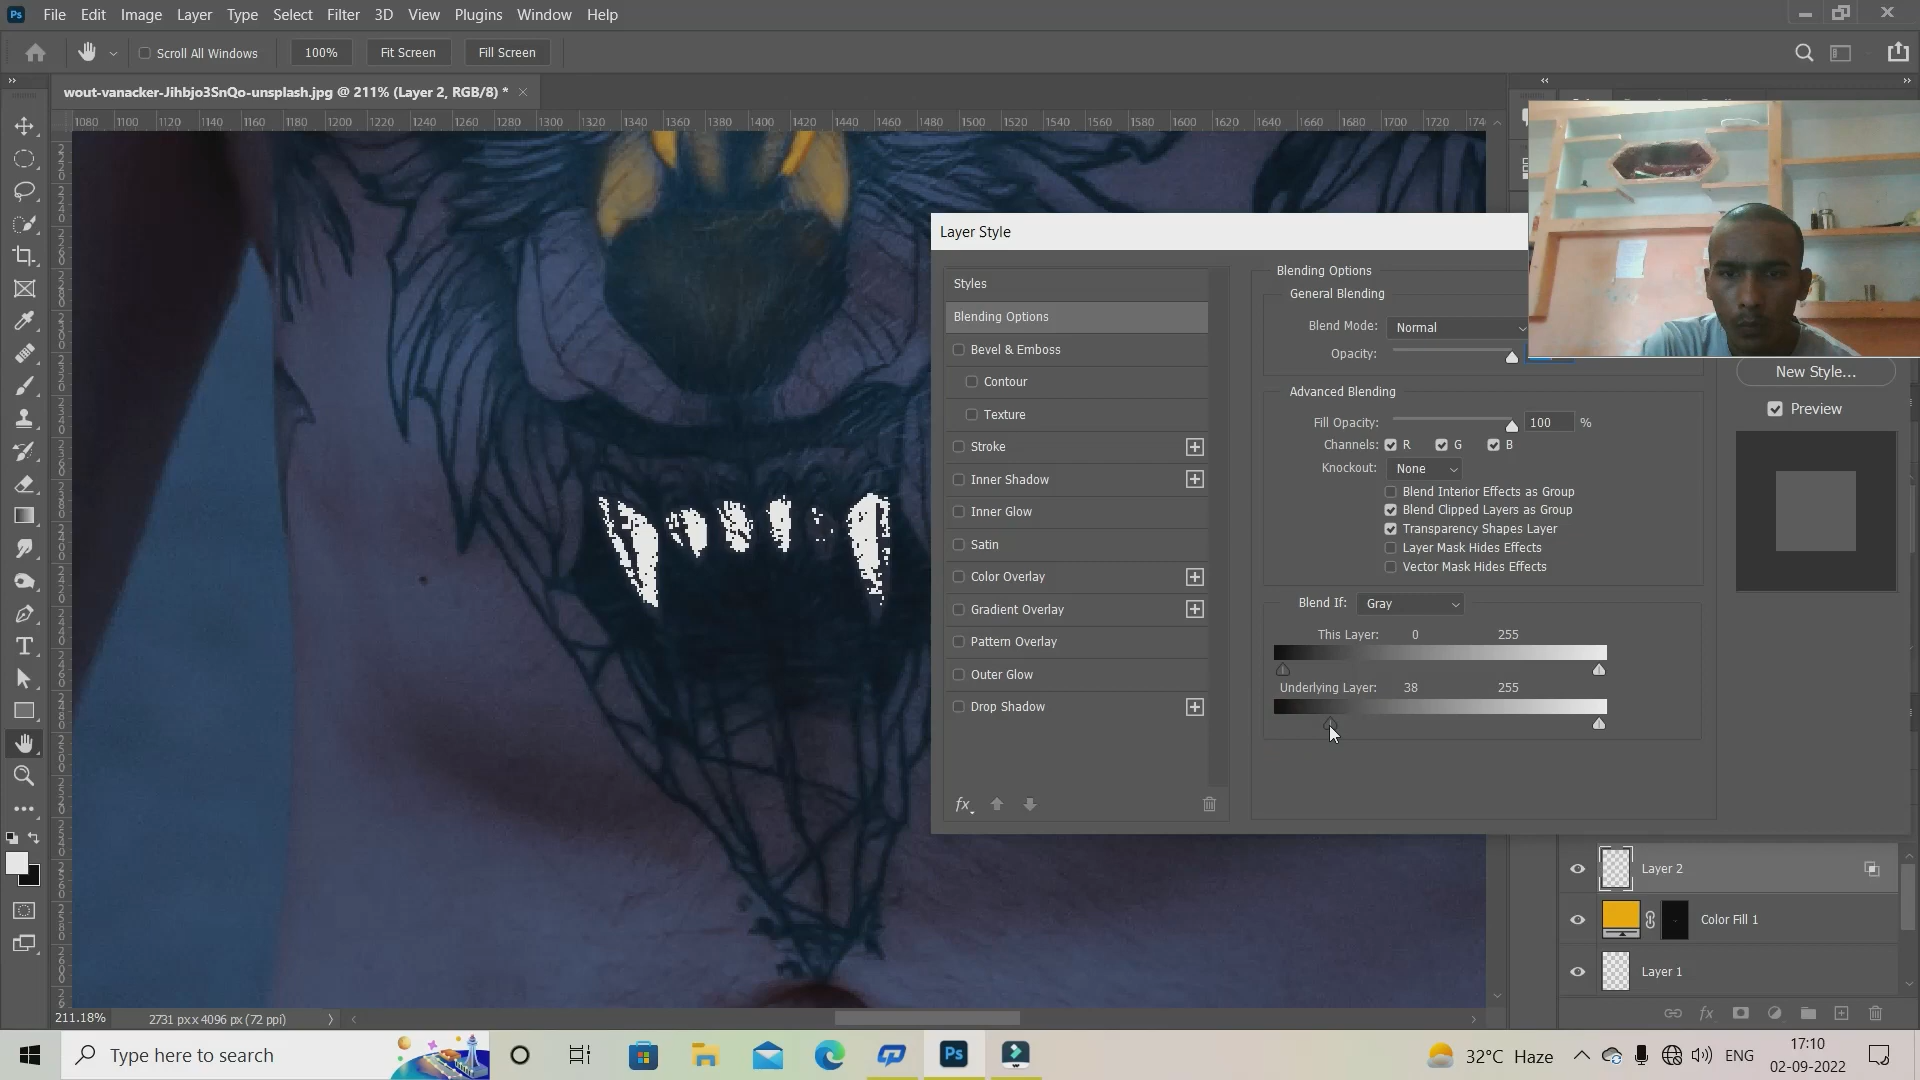 Ps File Edit Image Layer Type Select Filter 3D View Plugins Window Help
Scroll All Windows 100% Fit Screen Fill Screen
wout-vanacker-Jihbjo3SnQo-unsplash.jpg @ 211% (Layer 2, RGB/8) *
1080 1100 1120 1140 1160 1180 1200 1220 1240 1260 1280 1300 1320 1340 1360 1380 1400 1420 1440 1460 1480 1500 1520 1540 1560 1580 1600 1620 1640 1660 1680 1700 1720
Layer Style
Styles
Blending Options
Bevel & Emboss
Contour
Texture
Stroke
Inner Shadow
Inner Glow
Satin
Color Overlay
Gradient Overlay
Pattern Overlay
Outer Glow
Drop Shadow
fx
Blending Options
General Blending
Blend Mode: Normal
Opacity:
Advanced Blending
Fill Opacity: 100 %
Channels: R G B
Knockout: None
Blend Interior Effects as Group
Blend Clipped Layers as Group
Transparency Shapes Layer
Layer Mask Hides Effects
Vector Mask Hides Effects
Blend If: Gray
This Layer: 0 255
Underlying Layer: 38 255
New Style...
Preview
Layer 2
Color Fill 1
Layer 1
fx
211.18% 2731 px x 4096 px (72 ppi)
Type here to search
Ps
32°C Haze
ENG
17:10
02-09-2022